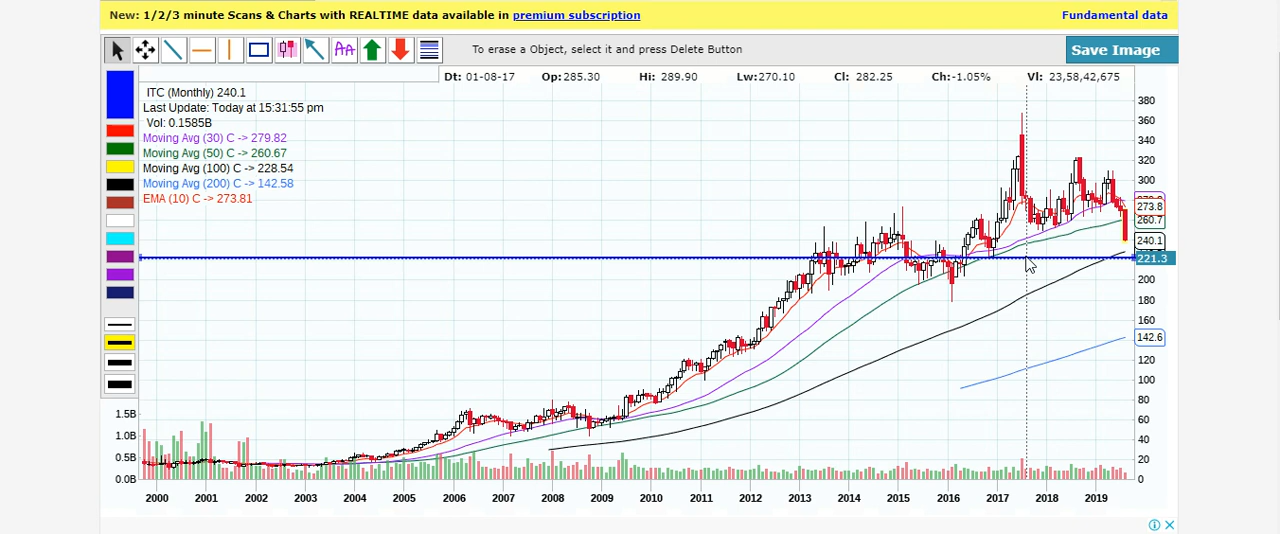 New: 1/2/3 minute Scans & Charts with REALTIME data available in premium subscription Fundamental data
To erase a Object, select it and press Delete Button Save Image
Dt: 01-08-17 Op:285.30 Hi: 289.90 Lw:270.10 Cl: 282.25 Ch:-1.05% Vl: 23,58,42,675
ITC (Monthly) 240.1
Last Update: Today at 15:31:55 pm
Vol: 0.1585B
Moving Avg (30) C -> 279.82
Moving Avg (50) C -> 260.67
Moving Avg (100) C -> 228.54
Moving Avg (200) C -> 142.58
EMA (10) C -> 273.81
380
360
340
320
300
280
273.8
260.7
240.1
221.3
200
180
160
142.6
120
100
80
60
40
20
0
1.5B
1.0B
0.5B
0.0B
2000 2001 2002 2003 2004 2005 2006 2007 2008 2009 2010 2011 2012 2013 2014 2015 2016 2017 2018 2019